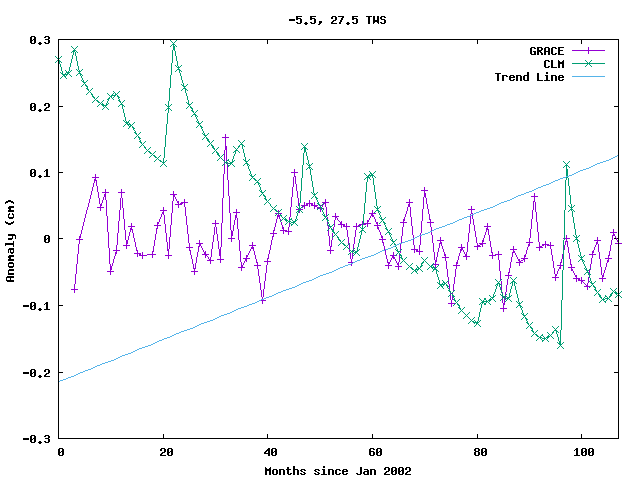 -5.5, 27.5 TWS
GRACE
CLM
Trend Line
0.3
0.2
0.1
0
-0.1
-0.2
-0.3
Anomaly (cm)
0 20 40 60 80 100
Months since Jan 2002